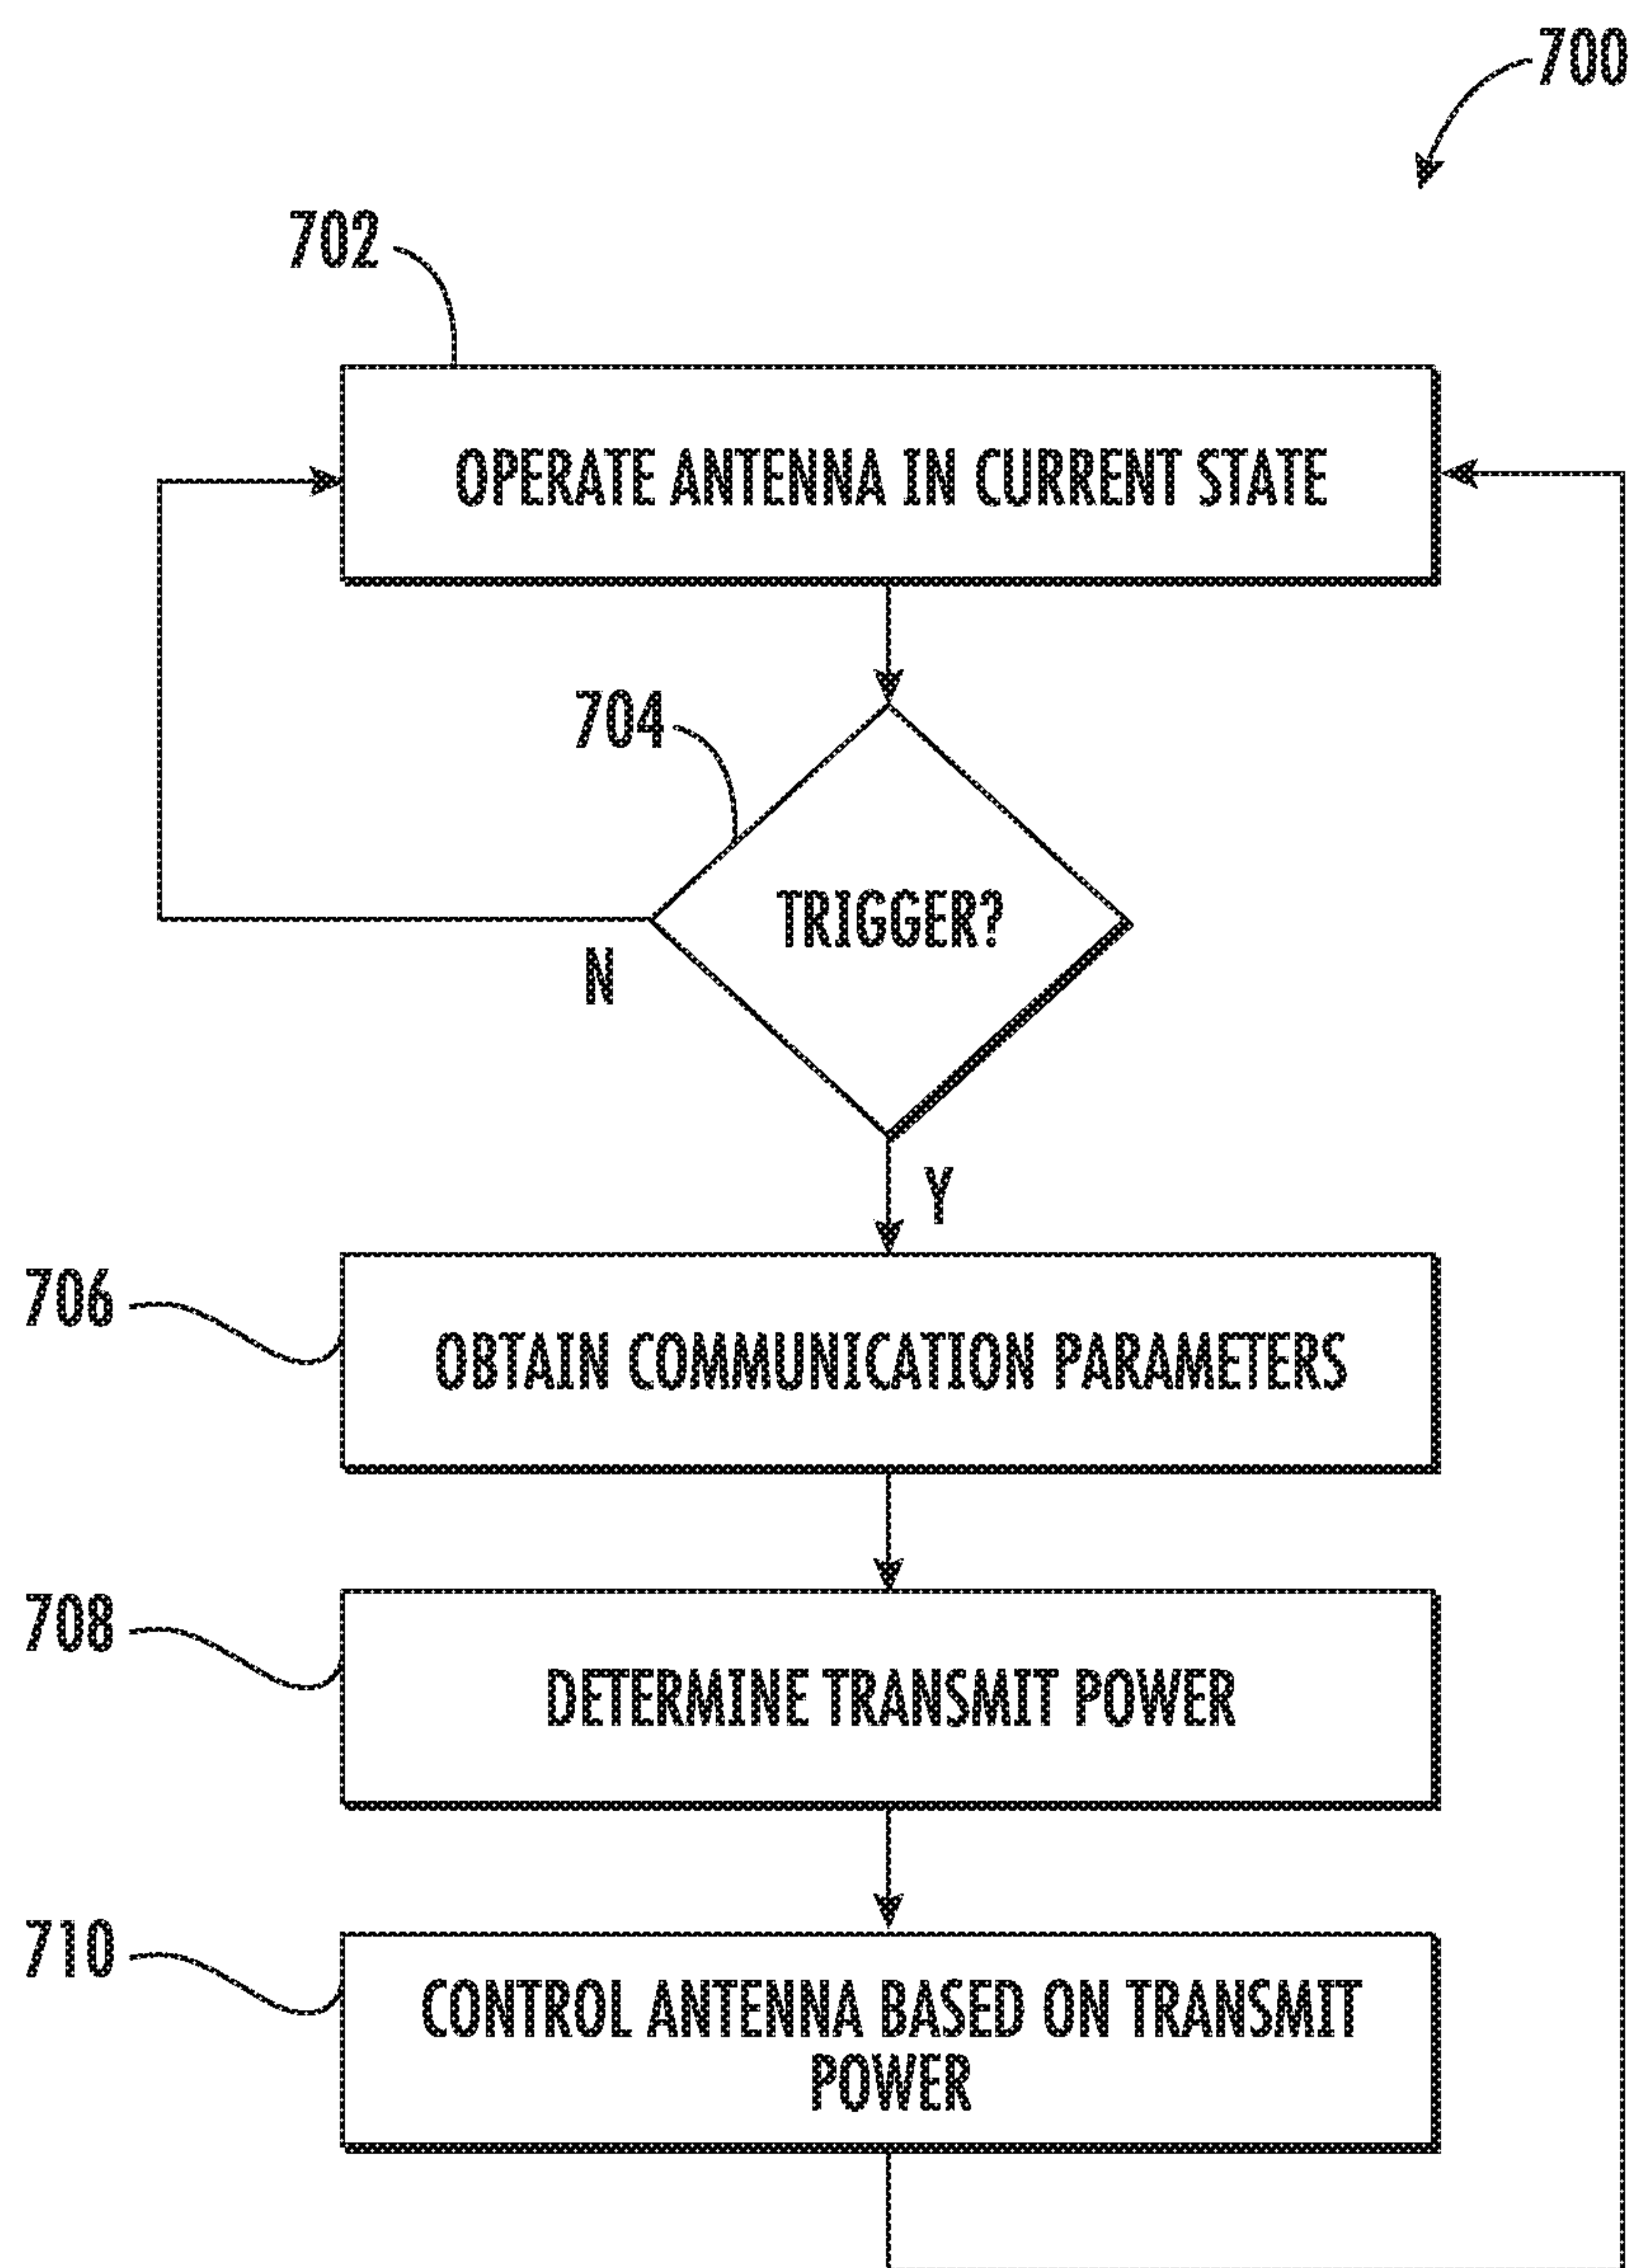 700
702
OPERATE ANTENNA IN CURRENT STATE
704
TRIGGER?
N
Y
706
OBTAIN COMMUNICATION PARAMETERS
708
DETERMINE TRANSMIT POWER
710
CONTROL ANTENNA BASED ON TRANSMIT
POWER